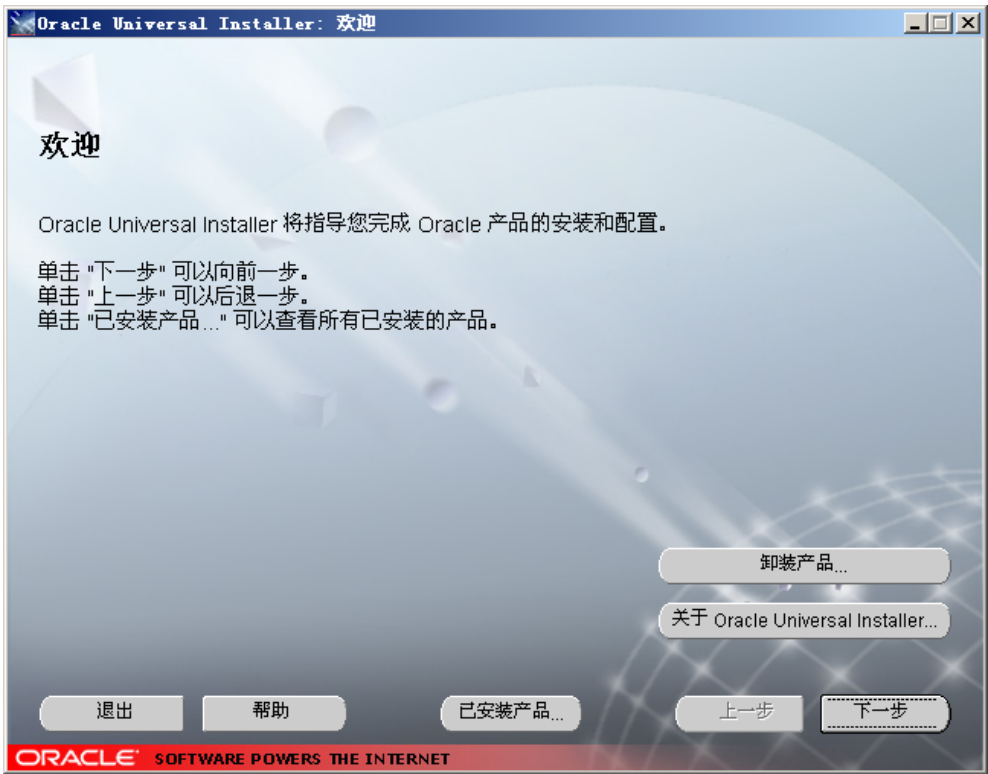 Oracle Universal Installer: 欢迎
欢迎
Oracle Universal Installer 将指导您完成 Oracle 产品的安装和配置。
单击 "下一步" 可以向前一步。
单击 "上一步" 可以后退一步。
单击 "已安装产品..." 可以查看所有已安装的产品。
卸装产品...
关于 Oracle Universal Installer...
退出 帮助 已安装产品... 上一步 下一步
ORACLE SOFTWARE POWERS THE INTERNET